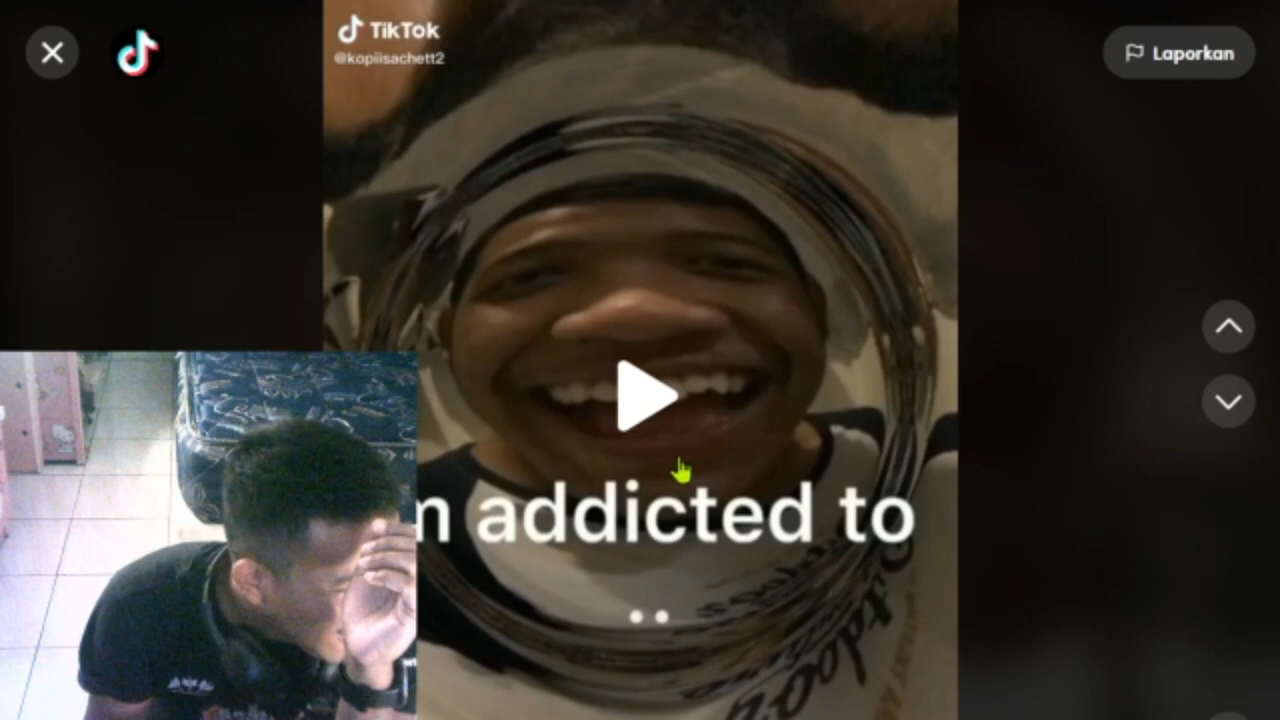 TikTok
@kopiisachett2
Laporkan
m addicted to